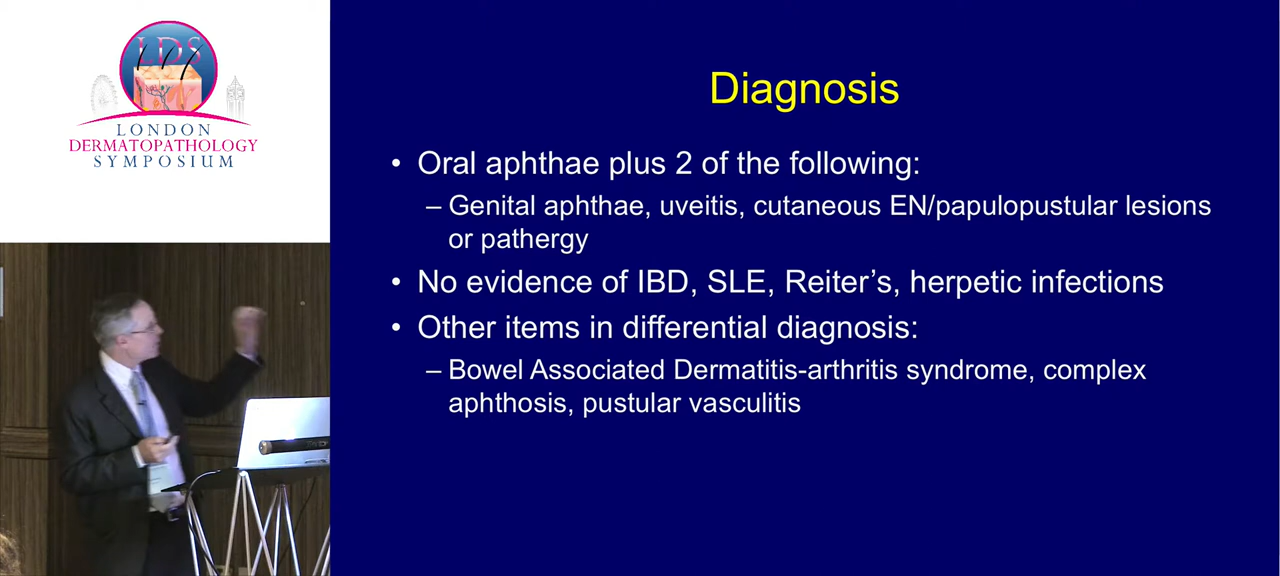 LDS
LONDON
DERMATOPATHOLOGY
SYMPOSIUM
Diagnosis
• Oral aphthae plus 2 of the following:
– Genital aphthae, uveitis, cutaneous EN/papulopustular lesions
or pathergy
• No evidence of IBD, SLE, Reiter’s, herpetic infections
• Other items in differential diagnosis:
– Bowel Associated Dermatitis-arthritis syndrome, complex
aphthosis, pustular vasculitis